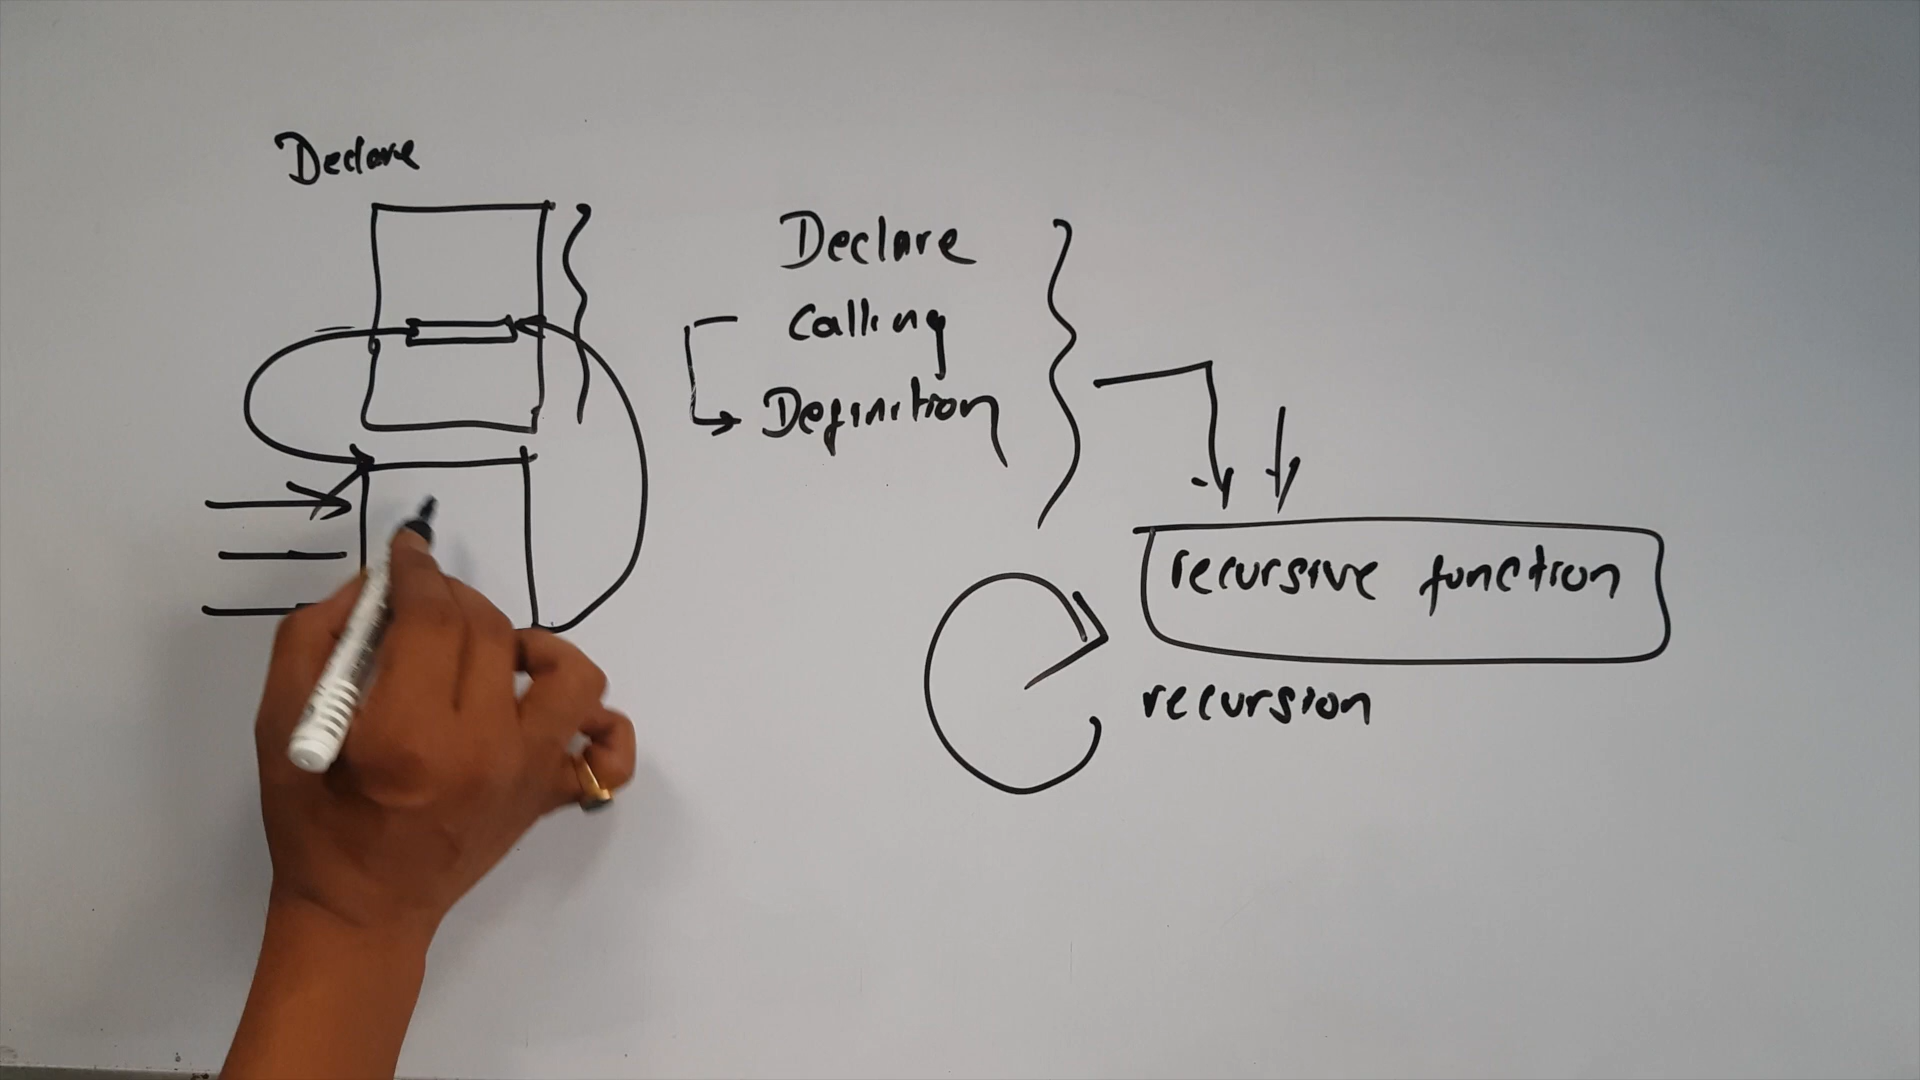 Declare
Declare
Calling
Definition
recursive function
recursion